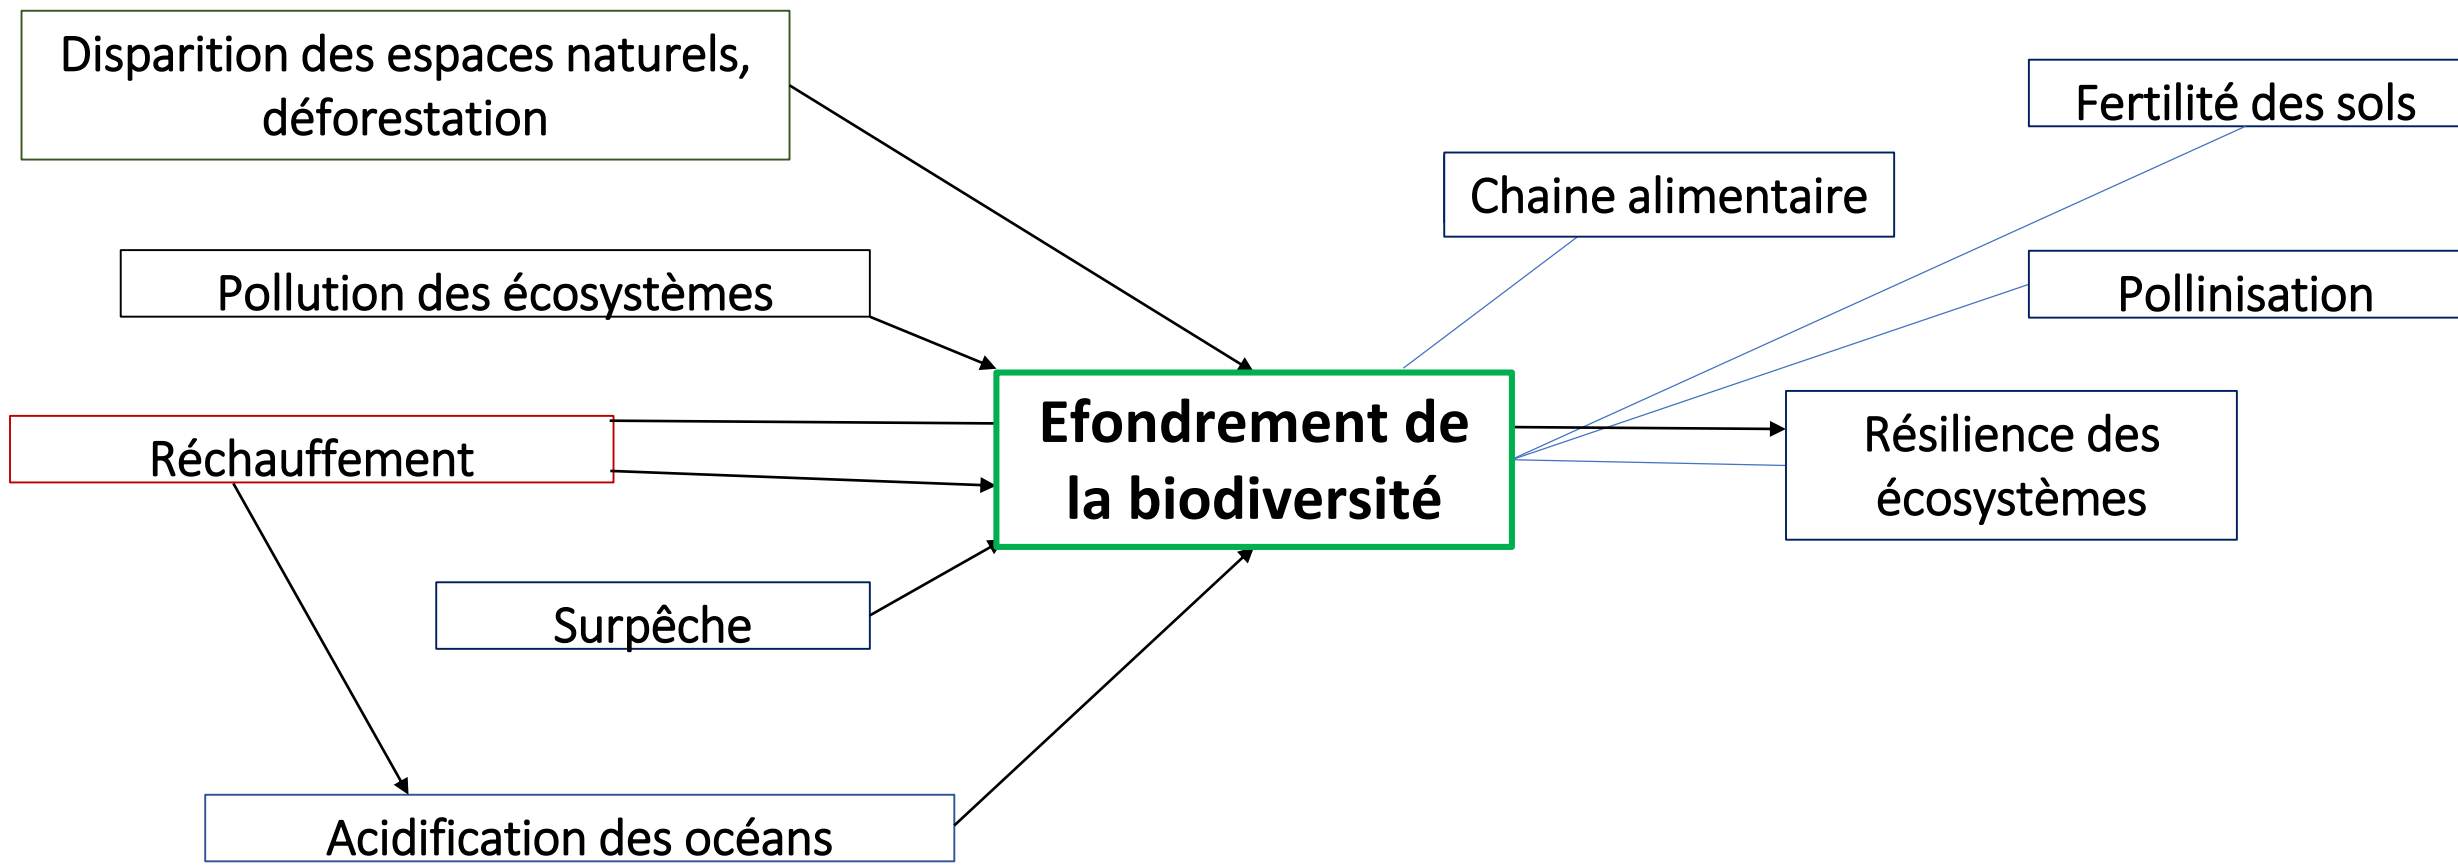 Disparition des espaces naturels,
déforestation
Fertilité des sols
Chaine alimentaire
Pollution des écosystèmes
Pollinisation
Efondrement de
la biodiversité
Réchauffement
Résilience des
écosystèmes
Surpêche
Acidification des océans